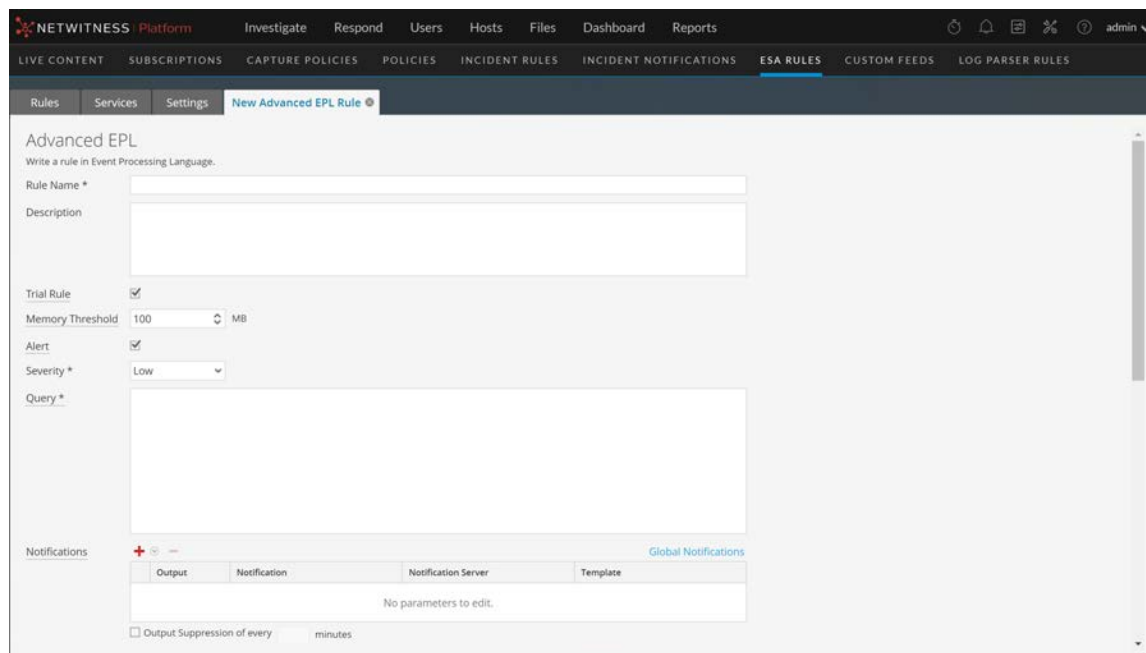 NETWITNESS Platform Investigate Respond Users Hosts Files Dashboard Reports admin
LIVE CONTENT SUBSCRIPTIONS CAPTURE POLICIES POLICIES INCIDENT RULES INCIDENT NOTIFICATIONS ESA RULES CUSTOM FEEDS LOG PARSER RULES
Rules Services Settings New Advanced EPL Rule
Advanced EPL
Write a rule in Event Processing Language.
Rule Name *
Description
Trial Rule
Memory Threshold 100 MB
Alert
Severity * Low
Query *
Notifications Global Notifications
Output Notification Notification Server Template
No parameters to edit.
Output Suppression of every minutes